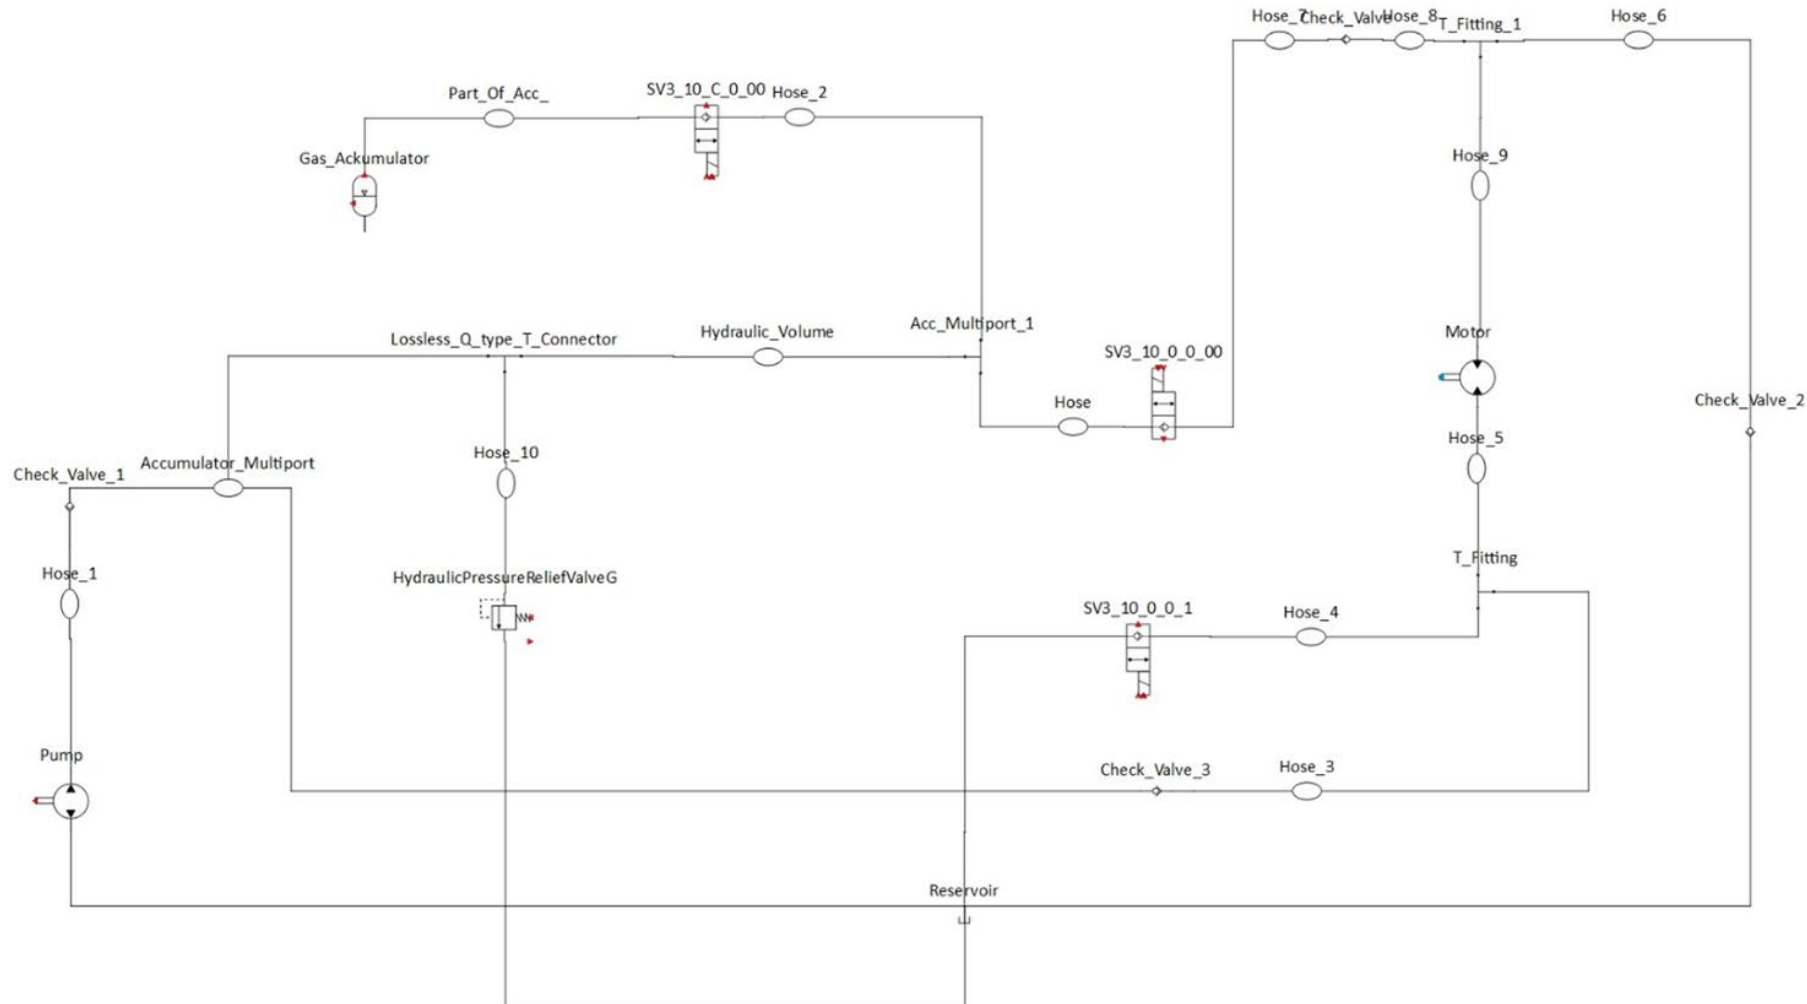 Hose_7
Check_Valve
Hose_8
T_Fitting_1
Hose_6
Part_Of_Acc_
SV3_10_C_0_00
Hose_2
Gas_Ackumulator
Hose_9
Lossless_Q_type_T_Connector
Hydraulic_Volume
Acc_Multiport_1
SV3_10_0_0_00
Motor
Hose
Check_Valve_2
Hose_10
Hose_5
Check_Valve_1
Accumulator_Multiport
T_Fitting
Hose_1
HydraulicPressureReliefValveG
SV3_10_0_0_1
Hose_4
Pump
Check_Valve_3
Hose_3
Reservoir